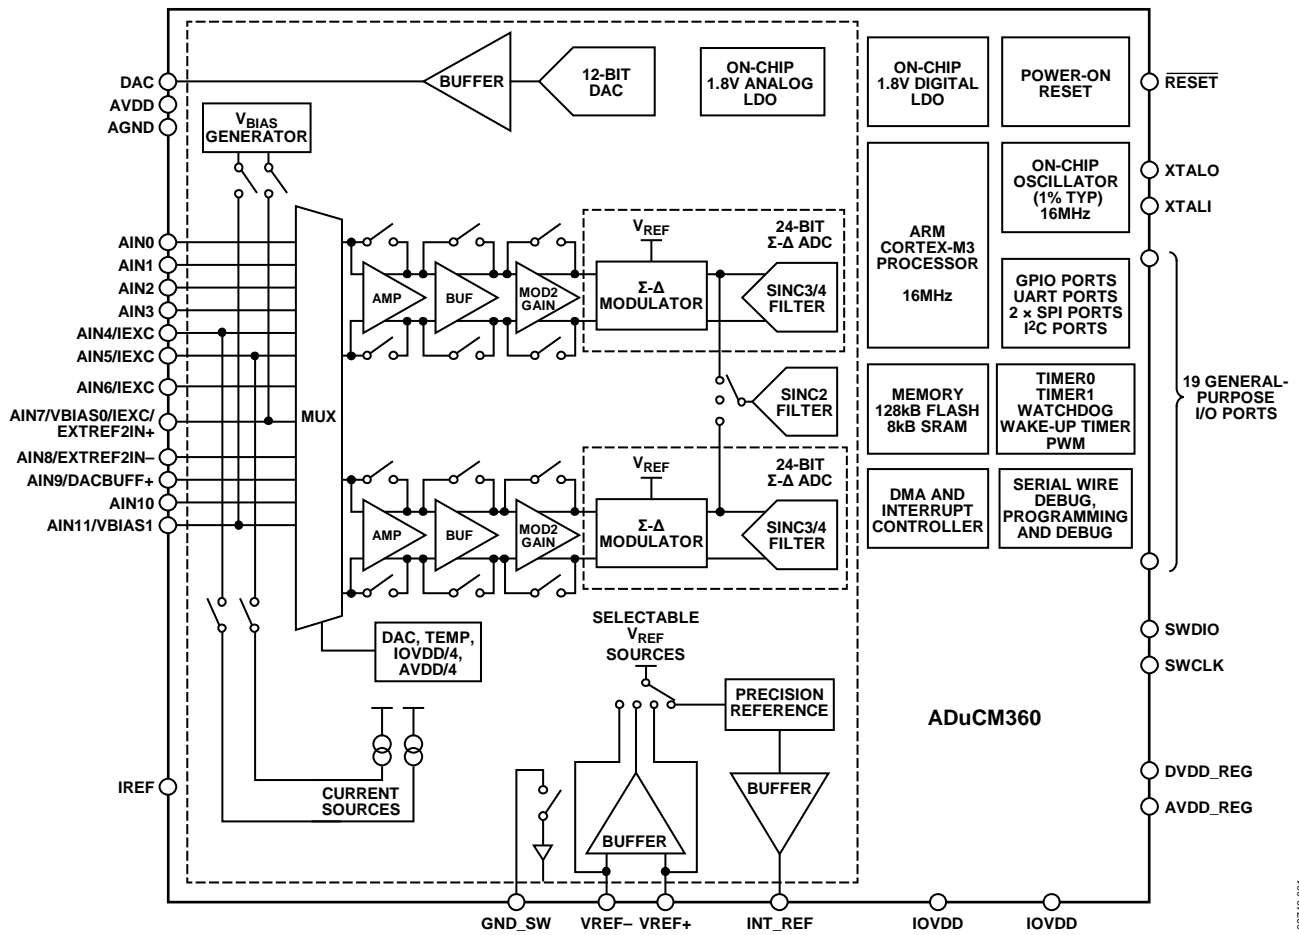 DAC
AVDD
AGND
BUFFER
12-BIT
DAC
ON-CHIP
1.8V ANALOG
LDO
ON-CHIP
1.8V DIGITAL
LDO
POWER-ON
RESET
RESET
VBIAS
GENERATOR
ARM
CORTEX-M3
PROCESSOR
16MHz
ON-CHIP
OSCILLATOR
(1% TYP)
16MHz
XTALO
XTALI
AIN0
AIN1
AIN2
AIN3
AIN4/IEXC
AIN5/IEXC
AIN6/IEXC
AIN7/VBIAS0/IEXC/
EXTREF2IN+
AIN8/EXTREF2IN–
AIN9/DACBUFF+
AIN10
AIN11/VBIAS1
MUX
AMP
BUF
MOD2
GAIN
VREF
24-BIT
Σ-Δ ADC
Σ-Δ
MODULATOR
SINC3/4
FILTER
GPIO PORTS
UART PORTS
2 × SPI PORTS
I2C PORTS
SINC2
FILTER
MEMORY
128kB FLASH
8kB SRAM
TIMER0
TIMER1
WATCHDOG
WAKE-UP TIMER
PWM
19 GENERAL-
PURPOSE
I/O PORTS
AMP
BUF
MOD2
GAIN
VREF
24-BIT
Σ-Δ ADC
Σ-Δ
MODULATOR
SINC3/4
FILTER
DMA AND
INTERRUPT
CONTROLLER
SERIAL WIRE
DEBUG,
PROGRAMMING
AND DEBUG
DAC, TEMP,
IOVDD/4,
AVDD/4
SELECTABLE
VREF
SOURCES
PRECISION
REFERENCE
SWDIO
SWCLK
ADuCM360
IREF
CURRENT
SOURCES
BUFFER
BUFFER
DVDD_REG
AVDD_REG
GND_SW
VREF–
VREF+
INT_REF
IOVDD
IOVDD